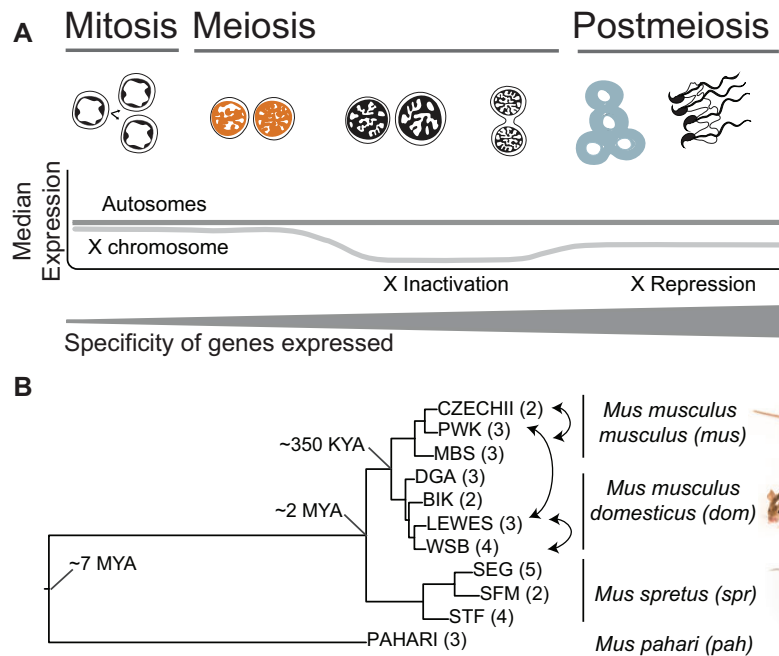 A
Mitosis Meiosis Postmeiosis
Median
Expression
Autosomes
X chromosome
X Inactivation X Repression
Specificity of genes expressed
B
CZECHII (2)
PWK (3)
MBS (3)
DGA (3)
BIK (2)
LEWES (3)
WSB (4)
SEG (5)
SFM (2)
STF (4)
PAHARI (3)
~350 KYA
~2 MYA
~7 MYA
Mus musculus
musculus (mus)
Mus musculus
domesticus (dom)
Mus spretus (spr)
Mus pahari (pah)